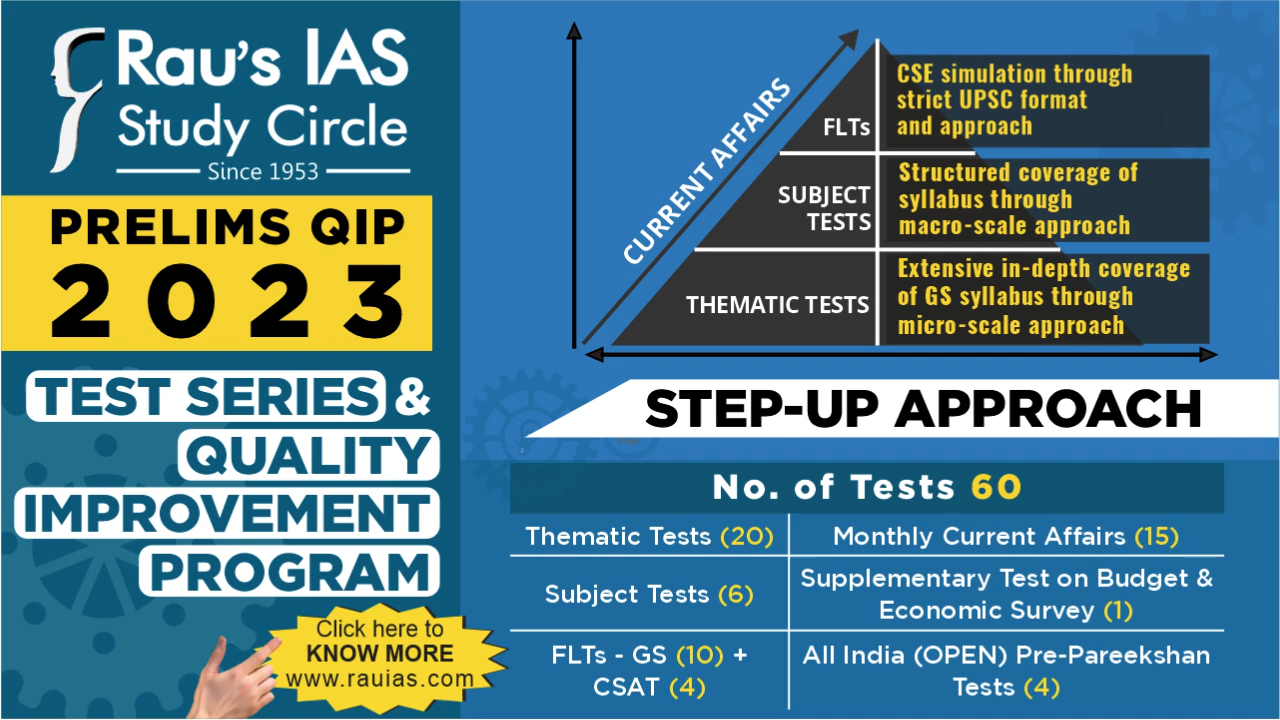 Rau's IAS
Study Circle
Since 1953
PRELIMS QIP
2023
TEST SERIES &
QUALITY
IMPROVEMENT
PROGRAM
Click here to
KNOW MORE
www.rauias.com
CURRENT AFFAIRS
FLTs
CSE simulation through
strict UPSC format
and approach
SUBJECT
TESTS
Structured coverage of
syllabus through
macro-scale approach
THEMATIC TESTS
Extensive in-depth coverage
of GS syllabus through
micro-scale approach
STEP-UP APPROACH
No. of Tests 60
Thematic Tests (20)
Monthly Current Affairs (15)
Subject Tests (6)
Supplementary Test on Budget &
Economic Survey (1)
FLTs - GS (10) +
CSAT (4)
All India (OPEN) Pre-Pareekshan
Tests (4)